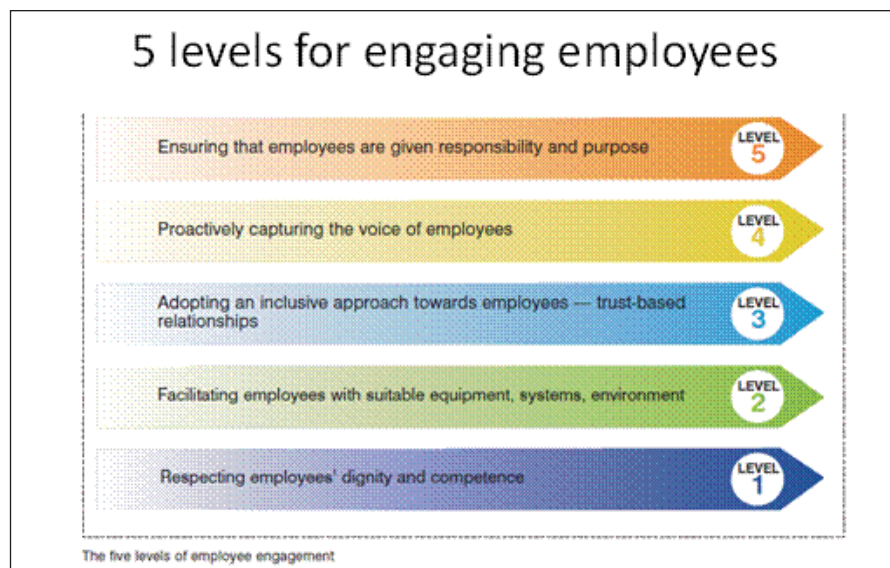 5 levels for engaging employees
Ensuring that employees are given responsibility and purpose
LEVEL
5
Proactively capturing the voice of employees
LEVEL
4
Adopting an inclusive approach towards employees — trust-based
relationships
LEVEL
3
Facilitating employees with suitable equipment, systems, environment
LEVEL
2
Respecting employees' dignity and competence
LEVEL
1
The five levels of employee engagement